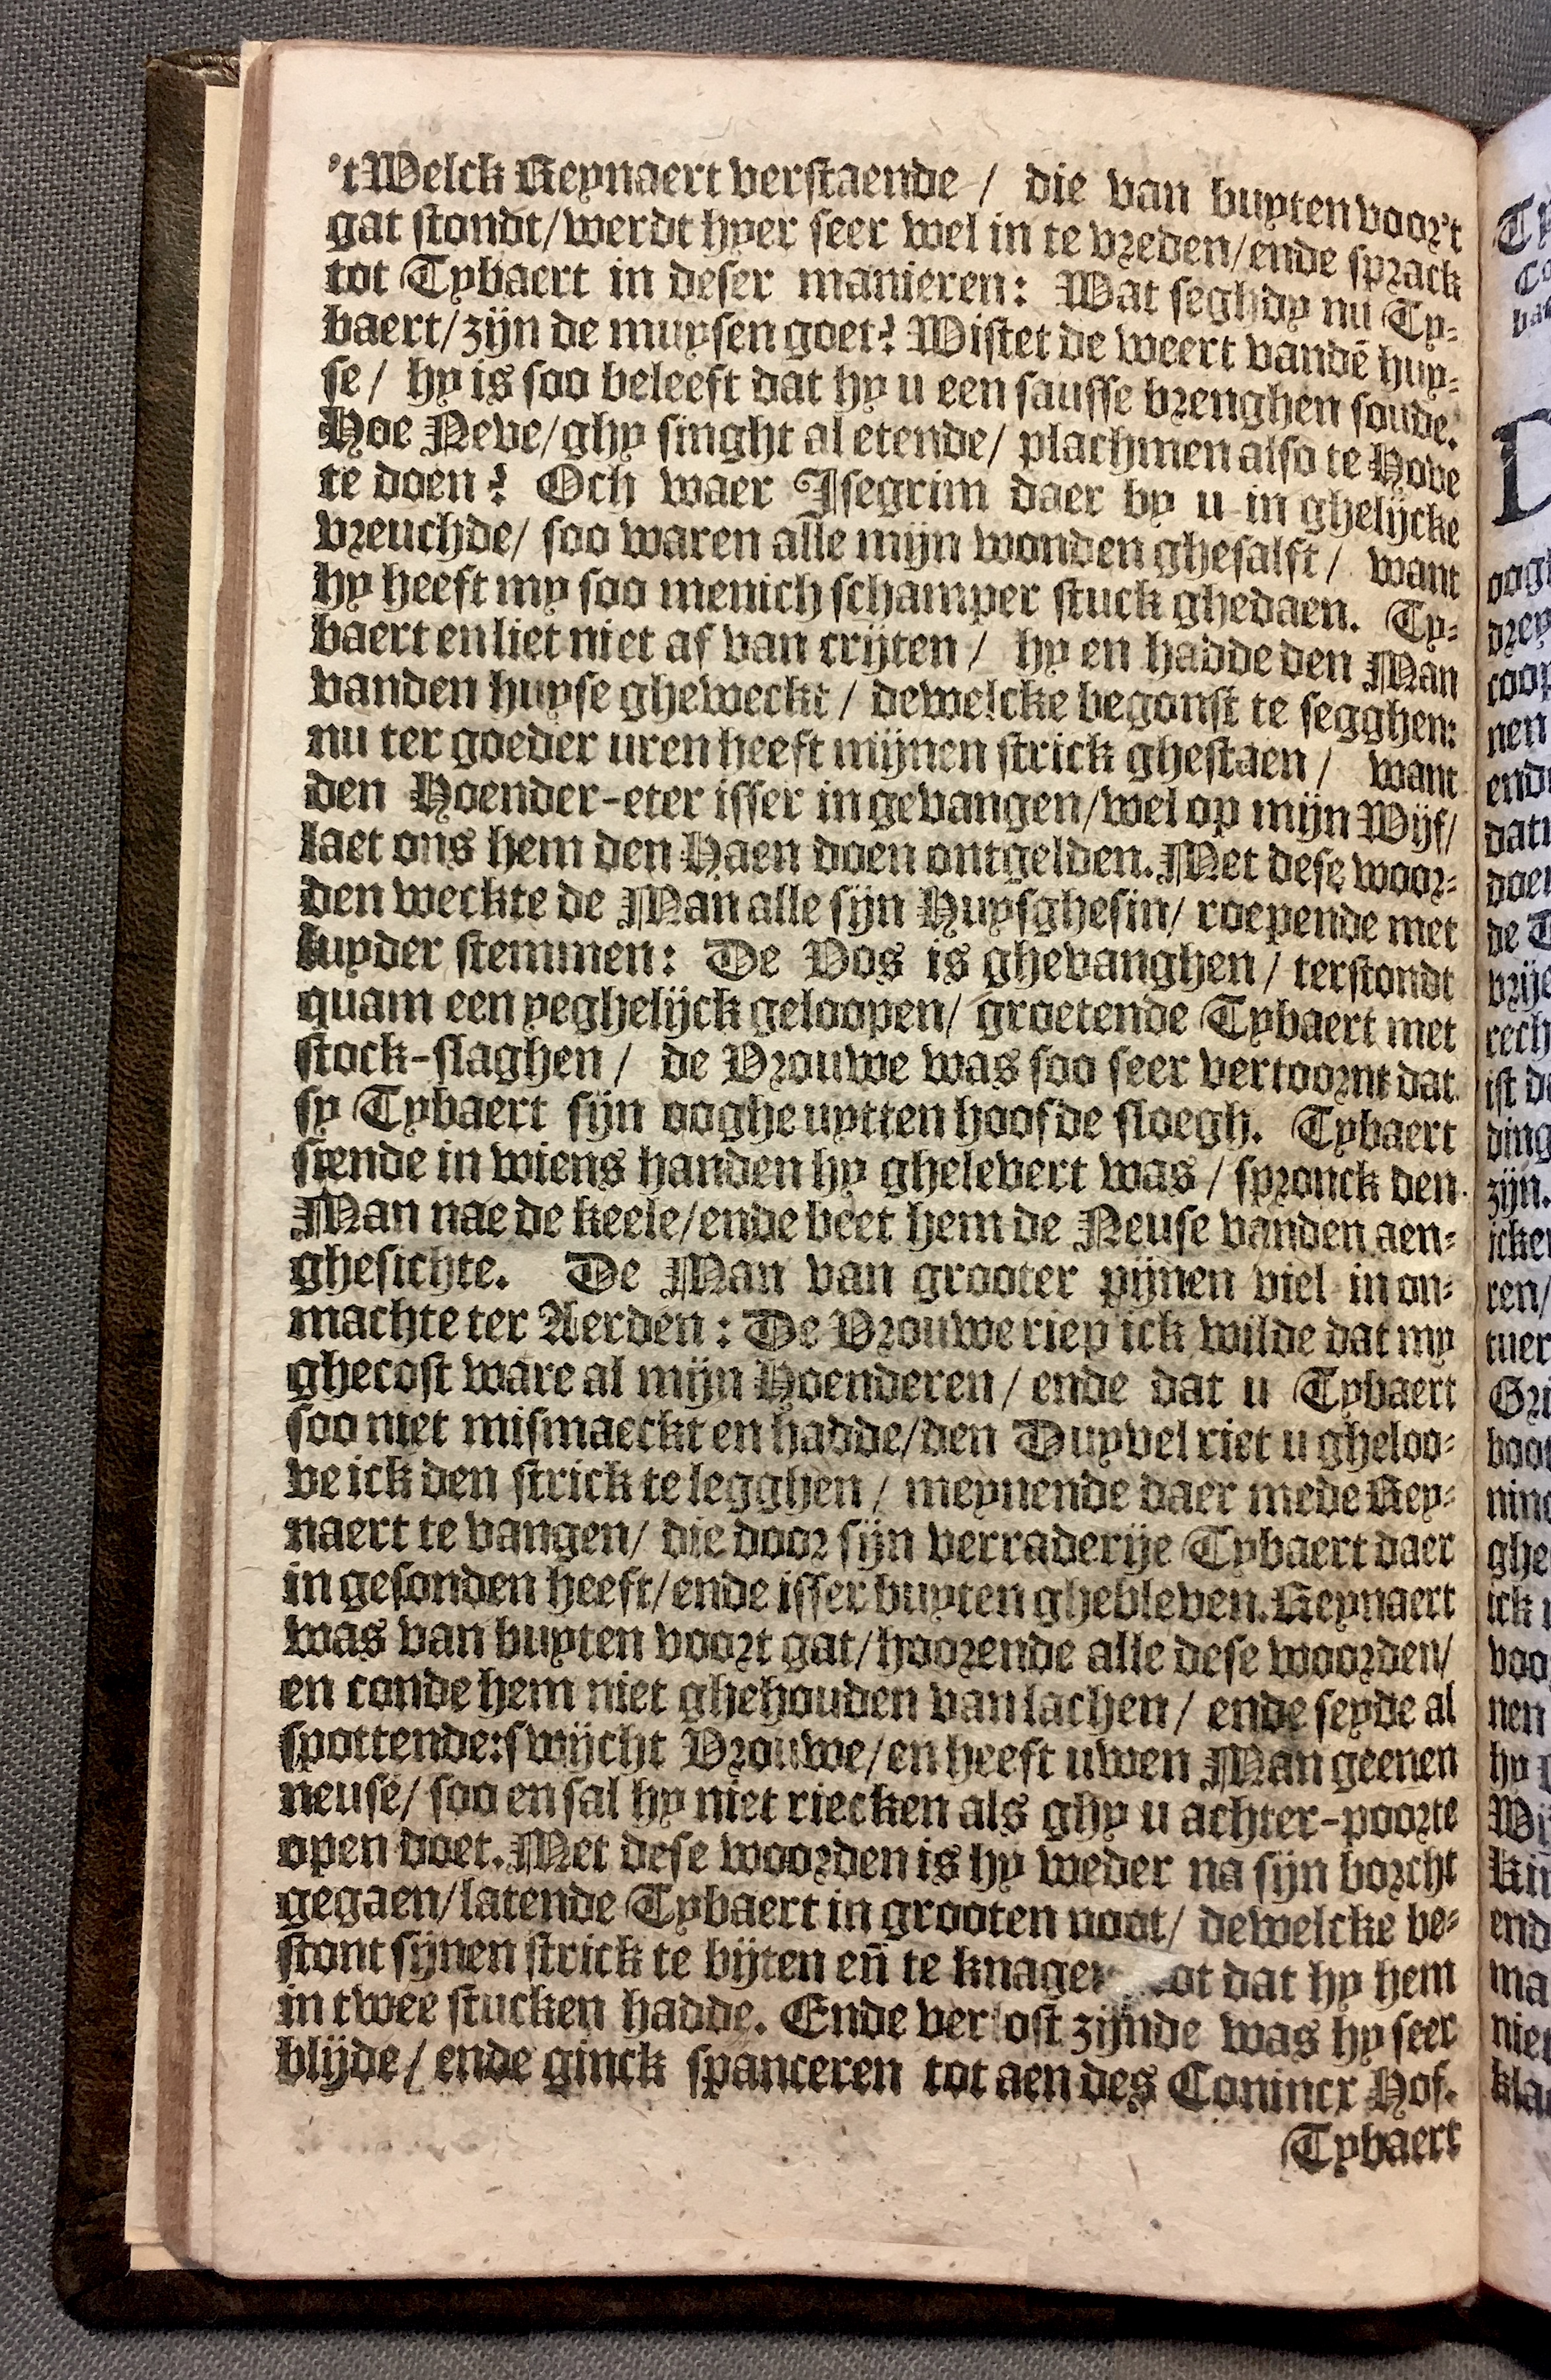 'tWelck Reynaert verstaende / die van buyten voor't
gat stondt/werdt hyer seer wel in te vreden/ende sprack
tot Tybaert in deser manieren: Wat seghdy nu Ty-
baert/zijn de muysen goet? Wistet de weert vandē huy-
se / hy is soo beleeft dat hy u een sausse brenghen soude.
Hoe Neve/ghy singht al etende/ plachmen also te Hove
te doen? Och waer Isegrim daer by u in ghelijcke
vreuchde/ soo waren alle mijn wonden ghesalft / want
hy heeft my soo menich schamper stuck ghedaen. Ty-
baert en liet niet af van crijten / hy en hadde den Man
vanden huyse gheweckt / dewelcke begonst te segghen:
nu ter goeder uren heeft mijnen strick ghestaen / want
den Hoender-eter isser in gevangen/wel op mijn Wijf/
laet ons hem den Haen doen ontgelden. Met dese woor-
den weckte de Man alle sijn Huysghesin/ roepende met
luyder stemmen: De Vos is ghevanghen / terstondt
quam een yeghelijck geloopen/ groetende Tybaert met
stock-slaghen / de Vrouwe was soo seer vertoornt dat
sy Tybaert sijn ooghe uytten hoofde sloegh. Tybaert
siende in wiens handen hy ghelevert was / spronck den
Man nae de keele/ende beet hem de Neuse vanden aen-
ghesichte. De Man van grooter pijnen viel in on-
machte ter Aerden : De Vrouwe riep ick wilde dat my
ghecost ware al mijn Hoenderen / ende dat u Tybaert
soo niet mismaeckt en hadde/den Duyvel riet u gheloo-
ve ick den strick te legghen / meynende daer mede Rey-
naert te vangen/ die door sijn verraderije Tybaert daer
in gesonden heeft/ende isser buyten ghebleven. Reynaert
was van buyten voort gat/hoorende alle dese woorden/
en conde hem niet ghehouden van lachen / ende seyde al
spottende:swijcht Vrouwe/en heeft uwen Man geenen
neuse/ soo en sal hy niet riecken als ghy u achter-poorte
open doet. Met dese woorden is hy weder na sijn borcht
gegaen/latende Tybaert in grooten noot/ dewelcke be-
stont sijnen strick te bijten eñ te knagen tot dat hy hem
in twee stucken hadde. Ende verlost zijnde was hy seer
blijde / ende ginck spanceren tot aen des Conincx Hof.
Tybaert